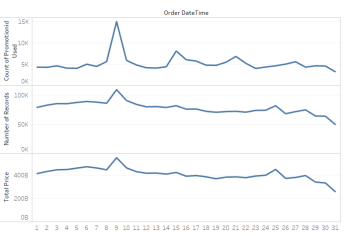 Order DateTime
Count of PromotionId
Used
15K
10K
5K
0K
Number of Records
100K
50K
0K
Total Price
400B
200B
0B
1 2 3 4 5 6 7 8 9 10 11 12 13 14 15 16 17 18 19 20 21 22 23 24 25 26 27 28 29 30 31